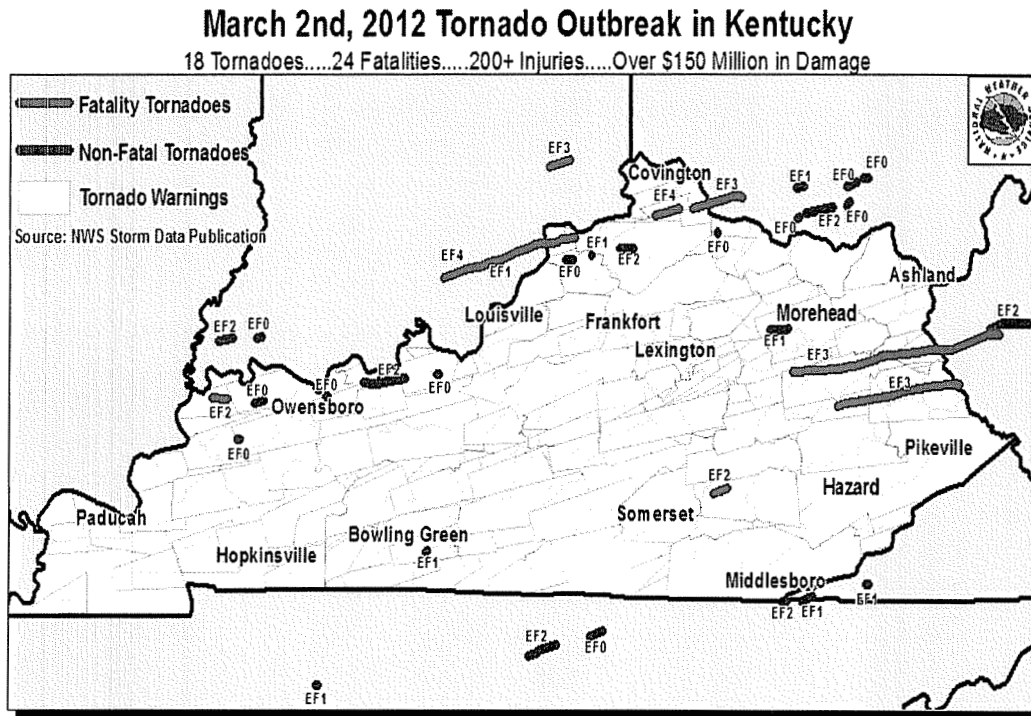 March 2nd, 2012 Tornado Outbreak in Kentucky
18 Tornadoes.....24 Fatalities.....200+ Injuries.....Over $150 Million in Damage
Fatality Tornadoes
Non-Fatal Tornadoes
Tornado Warnings
Source: NWS Storm Data Publication
NATIONAL WEATHER SERVICE
EF3
Covington
EF4 EF3
EF1 EF0 EF0
EF0 EF2 EF0
EF4 EF1
EF0 EF1 EF2
EF0
Ashland
Louisville
Frankfort
Morehead
EF1
EF2
Lexington
EF2 EF0
EF3
EF3
EF2 EF0
EF0
EF2
EF0
Owensboro
EF0
Pikeville
EF2
Hazard
Somerset
Paducah
Bowling Green
EF1
Hopkinsville
Middlesboro
EF2 EF1
EF1
EF2
EF0
EF1